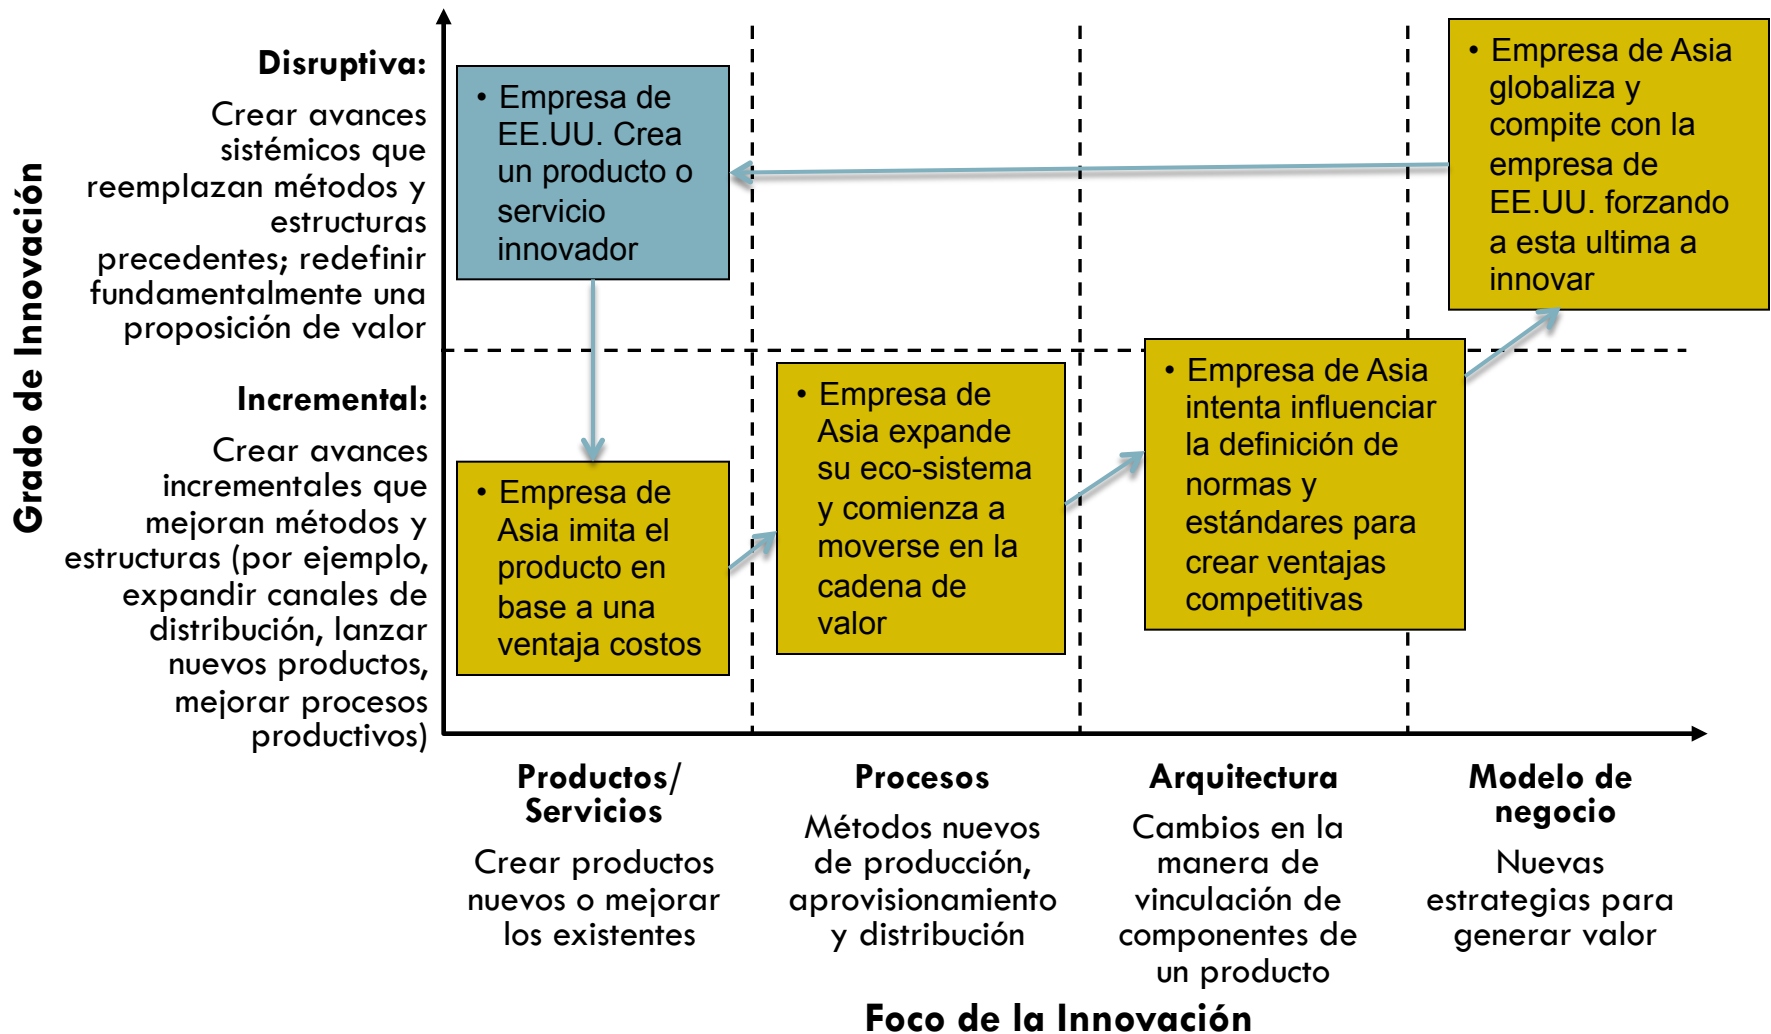 Grado de Innovación
Disruptiva:
Crear avances
sistémicos que
reemplazan métodos y
estructuras
precedentes; redefinir
fundamentalmente una
proposición de valor
Incremental:
Crear avances
incrementales que
mejoran métodos y
estructuras (por ejemplo,
expandir canales de
distribución, lanzar
nuevos productos,
mejorar procesos
productivos)
• Empresa de
EE.UU. Crea
un producto o
servicio
innovador
• Empresa de
Asia imita el
producto en
base a una
ventaja costos
• Empresa de
Asia expande
su eco-sistema
y comienza a
moverse en la
cadena de
valor
• Empresa de Asia
intenta influenciar
la definición de
normas y
estándares para
crear ventajas
competitivas
• Empresa de Asia
globaliza y
compite con la
empresa de
EE.UU. forzando
a esta ultima a
innovar
Productos/
Servicios
Crear productos
nuevos o mejorar
los existentes
Procesos
Métodos nuevos
de producción,
aprovisionamiento
y distribución
Arquitectura
Cambios en la
manera de
vinculación de
componentes de
un producto
Modelo de
negocio
Nuevas
estrategias para
generar valor
Foco de la Innovación